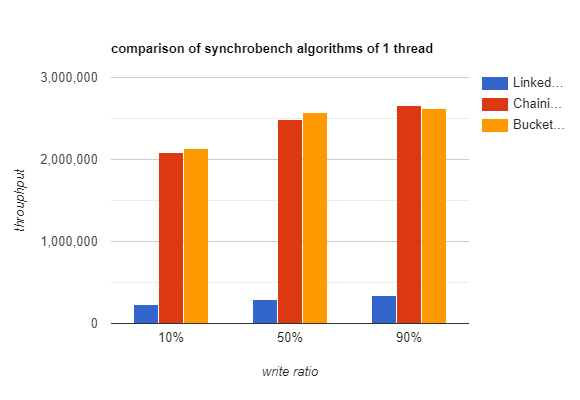 comparison of synchrobench algorithms of 1 thread
3,000,000
2,000,000
1,000,000
0
throuphput
10%
50%
90%
write ratio
Linked...
Chaini...
Bucket...